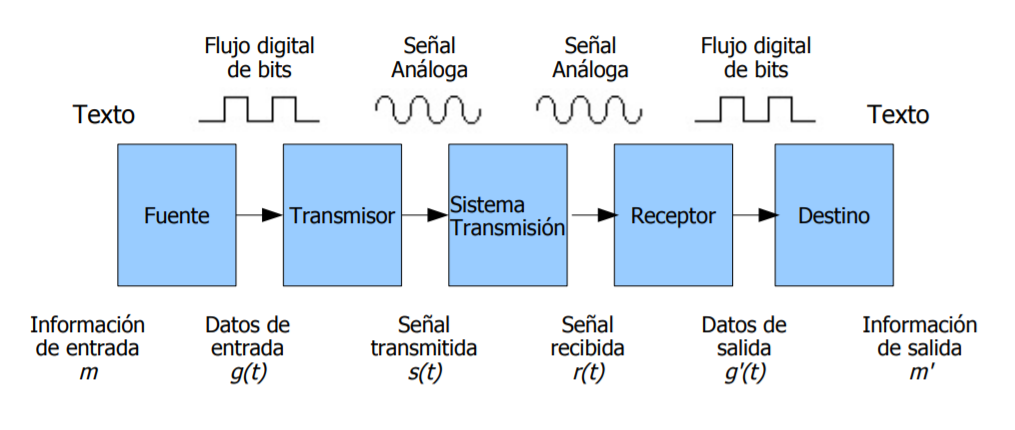 Flujo digital
de bits
Señal
Análoga
Señal
Análoga
Flujo digital
de bits
Texto
Texto
Fuente
Transmisor
Sistema
Transmisión
Receptor
Destino
Información
de entrada
m
Datos de
entrada
g(t)
Señal
transmitida
s(t)
Señal
recibida
r(t)
Datos de
salida
g'(t)
Información
de salida
m'